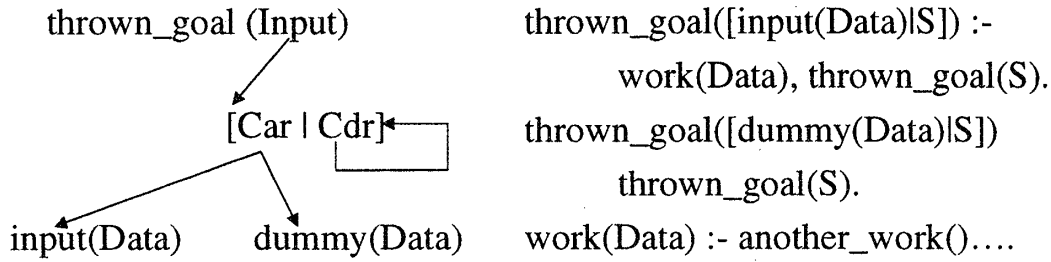 thrown_goal (Input)
[Car | Cdr]
input(Data) dummy(Data)
thrown_goal([input(Data)|S]) :-
work(Data), thrown_goal(S).
thrown_goal([dummy(Data)|S])
thrown_goal(S).
work(Data) :- another_work()....